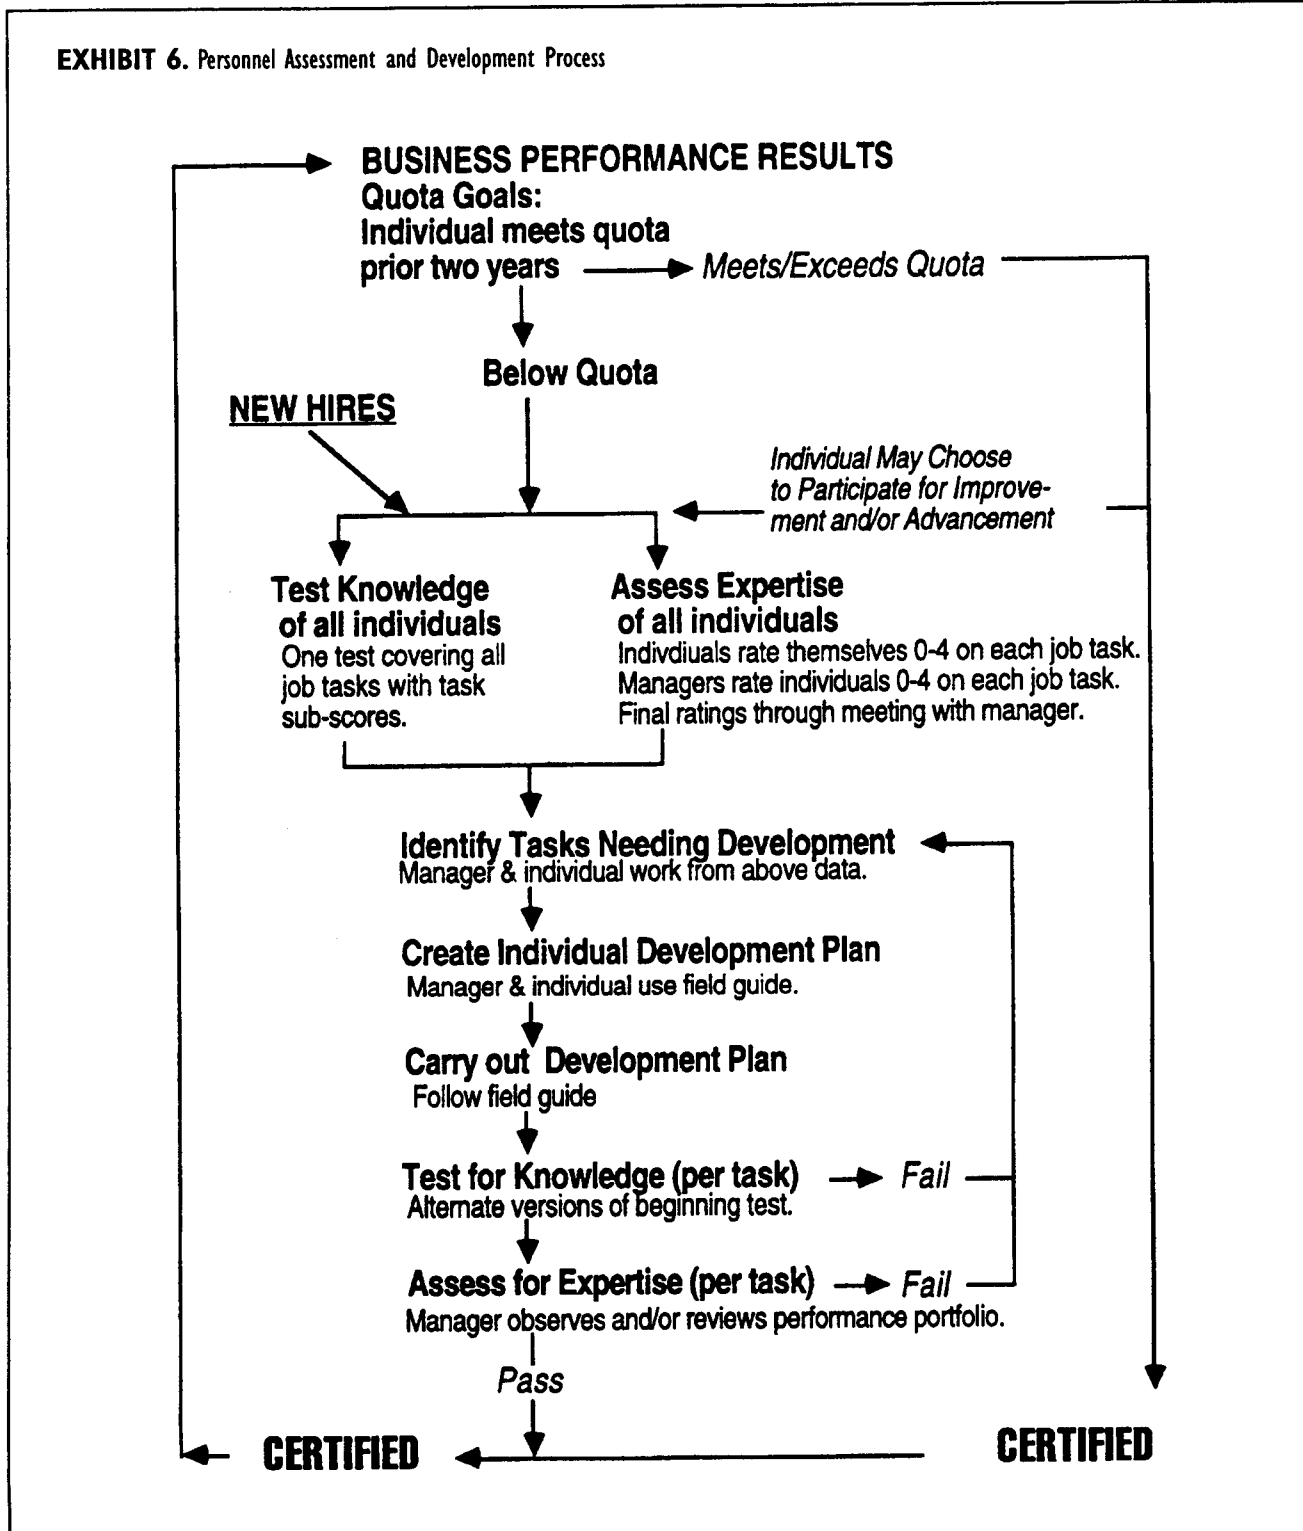 EXHIBIT 6. Personnel Assessment and Development Process
BUSINESS PERFORMANCE RESULTS
Quota Goals:
Individual meets quota
prior two years
Meets/Exceeds Quota
Below Quota
NEW HIRES
Individual May Choose
to Participate for Improve-
ment and/or Advancement
Test Knowledge
of all individuals
One test covering all
job tasks with task
sub-scores.
Assess Expertise
of all individuals
Indivdiuals rate themselves 0-4 on each job task.
Managers rate individuals 0-4 on each job task.
Final ratings through meeting with manager.
Identify Tasks Needing Development
Manager & individual work from above data.
Create Individual Development Plan
Manager & individual use field guide.
Carry out Development Plan
Follow field guide
Test for Knowledge (per task)
Fail
Alternate versions of beginning test.
Assess for Expertise (per task)
Fail
Manager observes and/or reviews performance portfolio.
Pass
CERTIFIED
CERTIFIED